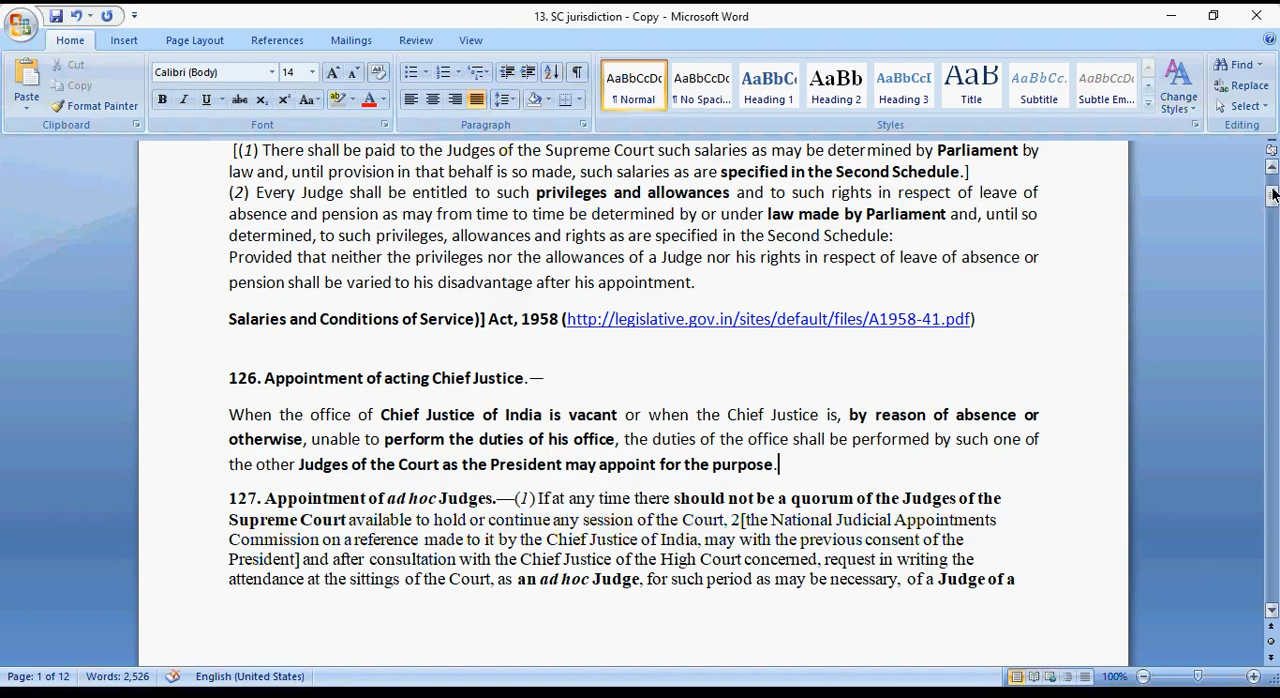 13. SC jurisdiction - Copy - Microsoft Word
Home Insert Page Layout References Mailings Review View
Cut
Copy
Format Painter
Paste
Clipboard
Calibri (Body) 14
Font
Paragraph
AaBbCcDc AaBbCcDc AaBbC AaBb AaBbCcI AaB AaBbCc. AaBbCcDc
¶ Normal ¶ No Spaci... Heading 1 Heading 2 Heading 3 Title Subtitle Subtle Em...
Styles
Change
Styles
Find
Replace
Select
Editing
[(1) There shall be paid to the Judges of the Supreme Court such salaries as may be determined by Parliament by
law and, until provision in that behalf is so made, such salaries as are specified in the Second Schedule.]
(2) Every Judge shall be entitled to such privileges and allowances and to such rights in respect of leave of
absence and pension as may from time to time be determined by or under law made by Parliament and, until so
determined, to such privileges, allowances and rights as are specified in the Second Schedule:
Provided that neither the privileges nor the allowances of a Judge nor his rights in respect of leave of absence or
pension shall be varied to his disadvantage after his appointment.
Salaries and Conditions of Service)] Act, 1958 (http://legislative.gov.in/sites/default/files/A1958-41.pdf)
126. Appointment of acting Chief Justice.—
When the office of Chief Justice of India is vacant or when the Chief Justice is, by reason of absence or
otherwise, unable to perform the duties of his office, the duties of the office shall be performed by such one of
the other Judges of the Court as the President may appoint for the purpose.
127. Appointment of ad hoc Judges.—(1) If at any time there should not be a quorum of the Judges of the
Supreme Court available to hold or continue any session of the Court, 2[the National Judicial Appointments
Commission on a reference made to it by the Chief Justice of India, may with the previous consent of the
President] and after consultation with the Chief Justice of the High Court concerned, request in writing the
attendance at the sittings of the Court, as an ad hoc Judge, for such period as may be necessary, of a Judge of a
Page: 1 of 12 Words: 2,526 English (United States) 100%